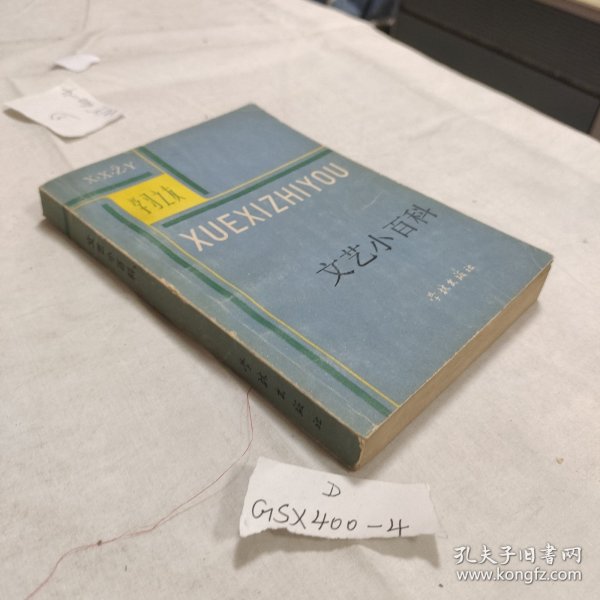 X·X·Z·Y
学习之友
XUEXIZHIYOU
文艺小百科
学林出版社
文艺小百科
学林出版社
D
GSX400-4
孔夫子旧书网
www.kongfz.com